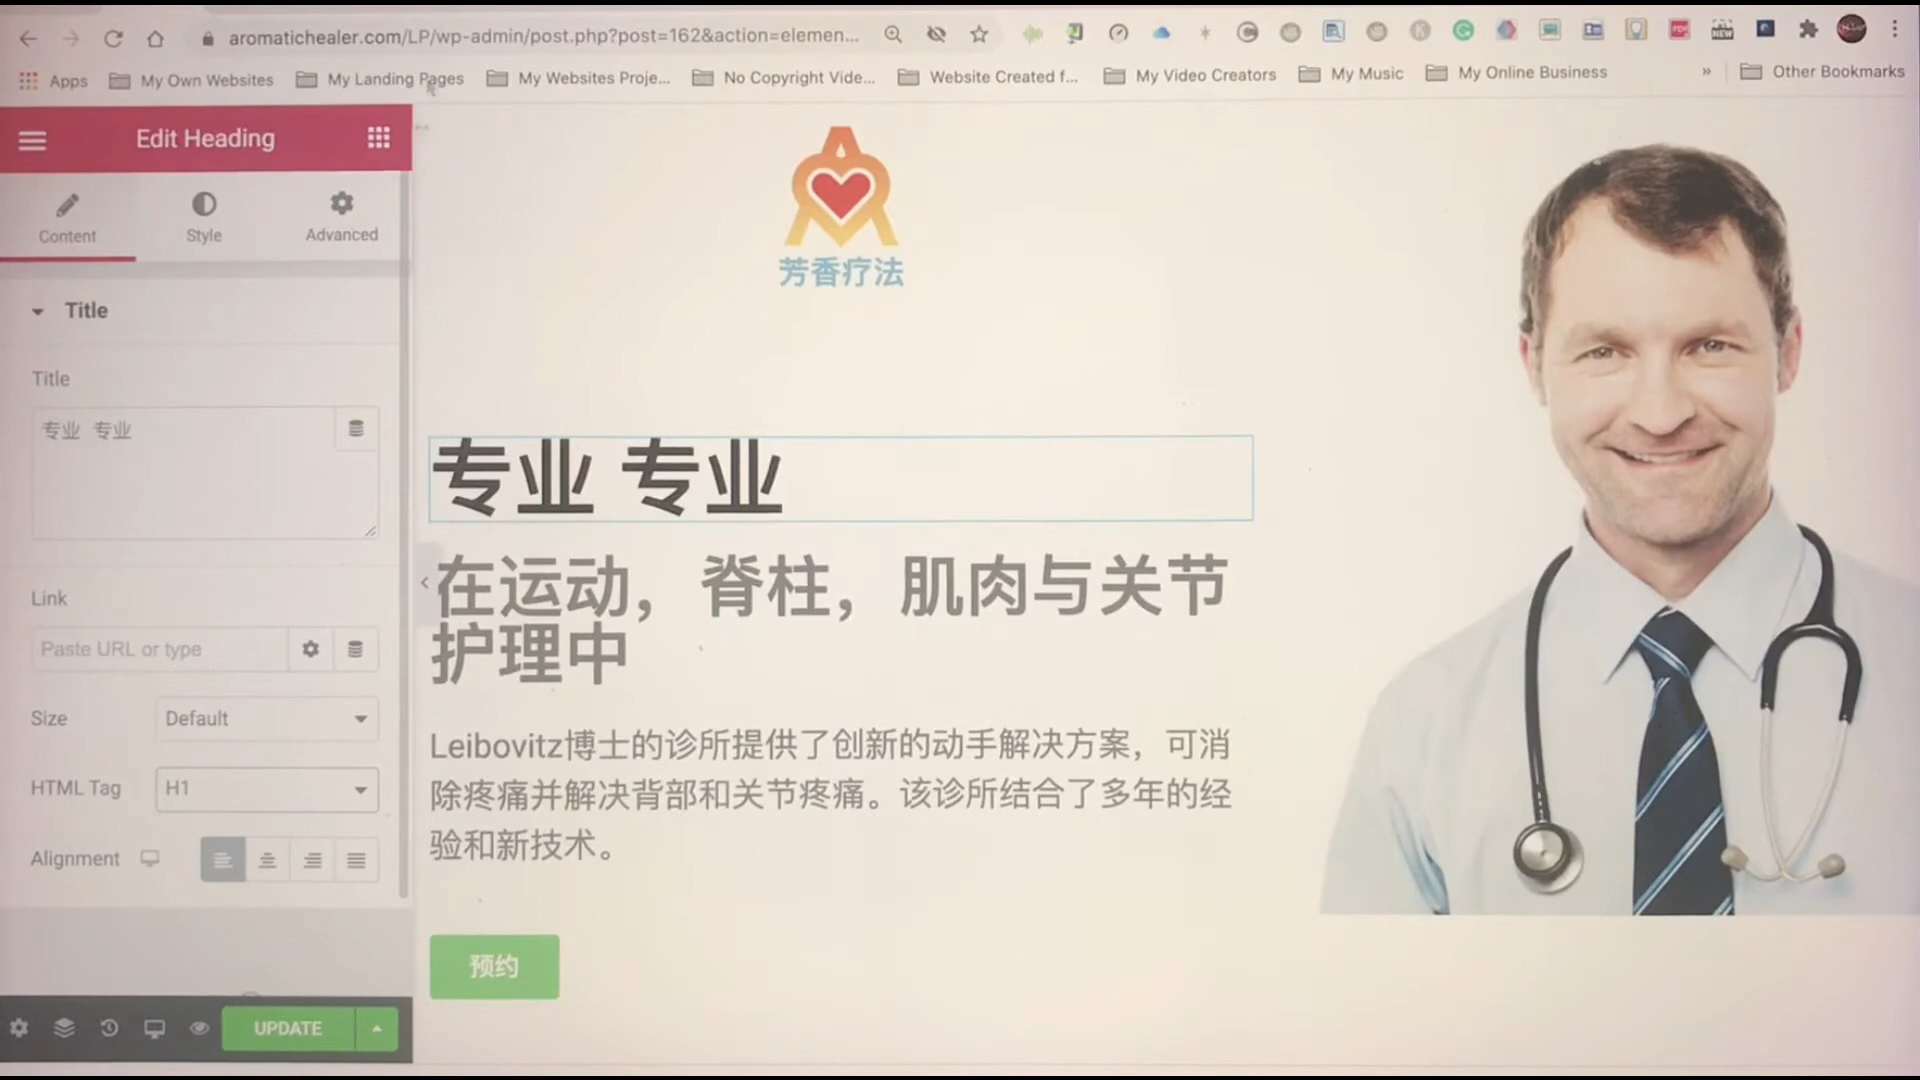 aromatichealer.com/LP/wp-admin/post.php?post=162&action=elemen...
Apps My Own Websites My Landing Pages My Websites Proje... No Copyright Vide... Website Created f... My Video Creators My Music My Online Business » Other Bookmarks
Edit Heading
Content Style Advanced
Title
Title
专业 专业
Link
Paste URL or type
Size Default
HTML Tag H1
Alignment
UPDATE
芳香疗法
专业 专业
在运动，脊柱，肌肉与关节
护理中
Leibovitz博士的诊所提供了创新的动手解决方案，可消
除疼痛并解决背部和关节疼痛。该诊所结合了多年的经
验和新技术。
预约